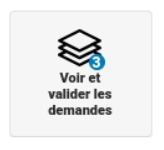 3
Voir et
valider les
demandes